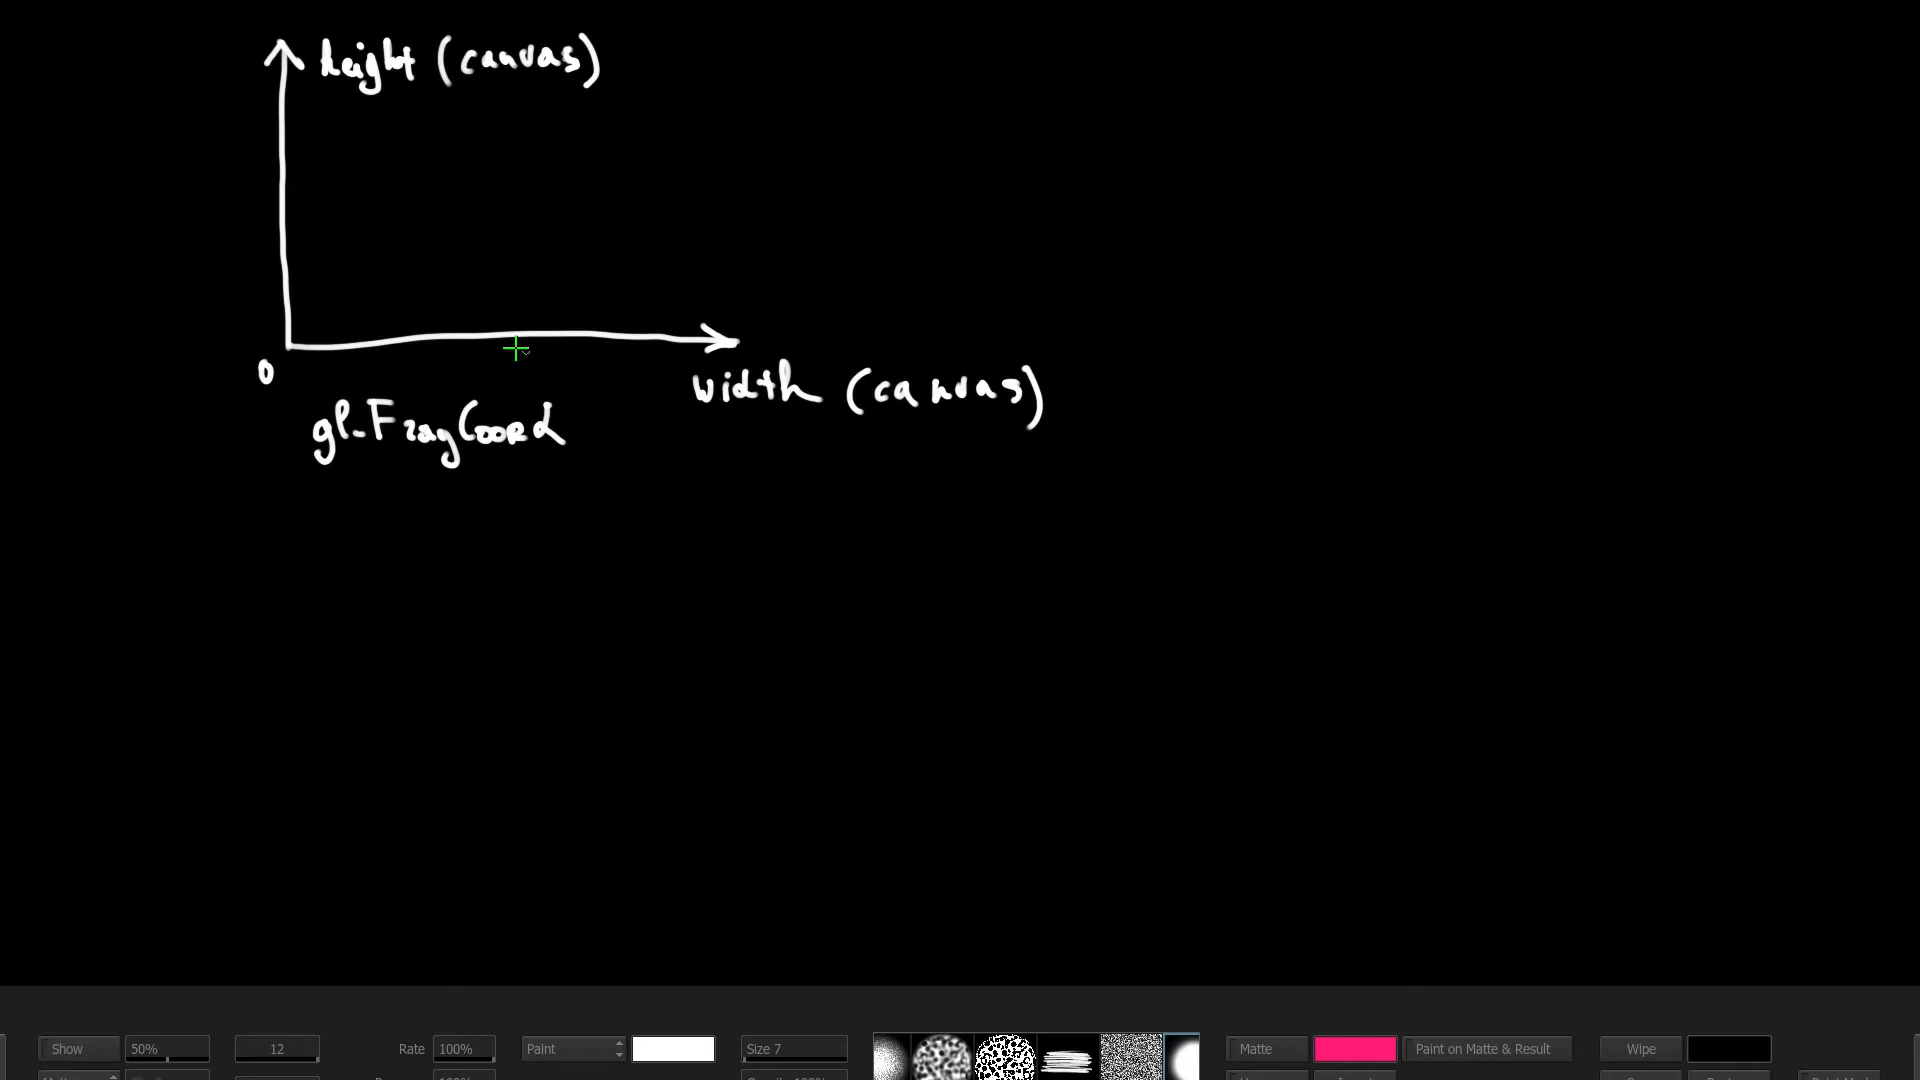 height (canvas)
0
width (canvas)
gl_FragCoord
Show
50%
12
Rate
100%
Paint
Size 7
Matte
Paint on Matte & Result
Wipe